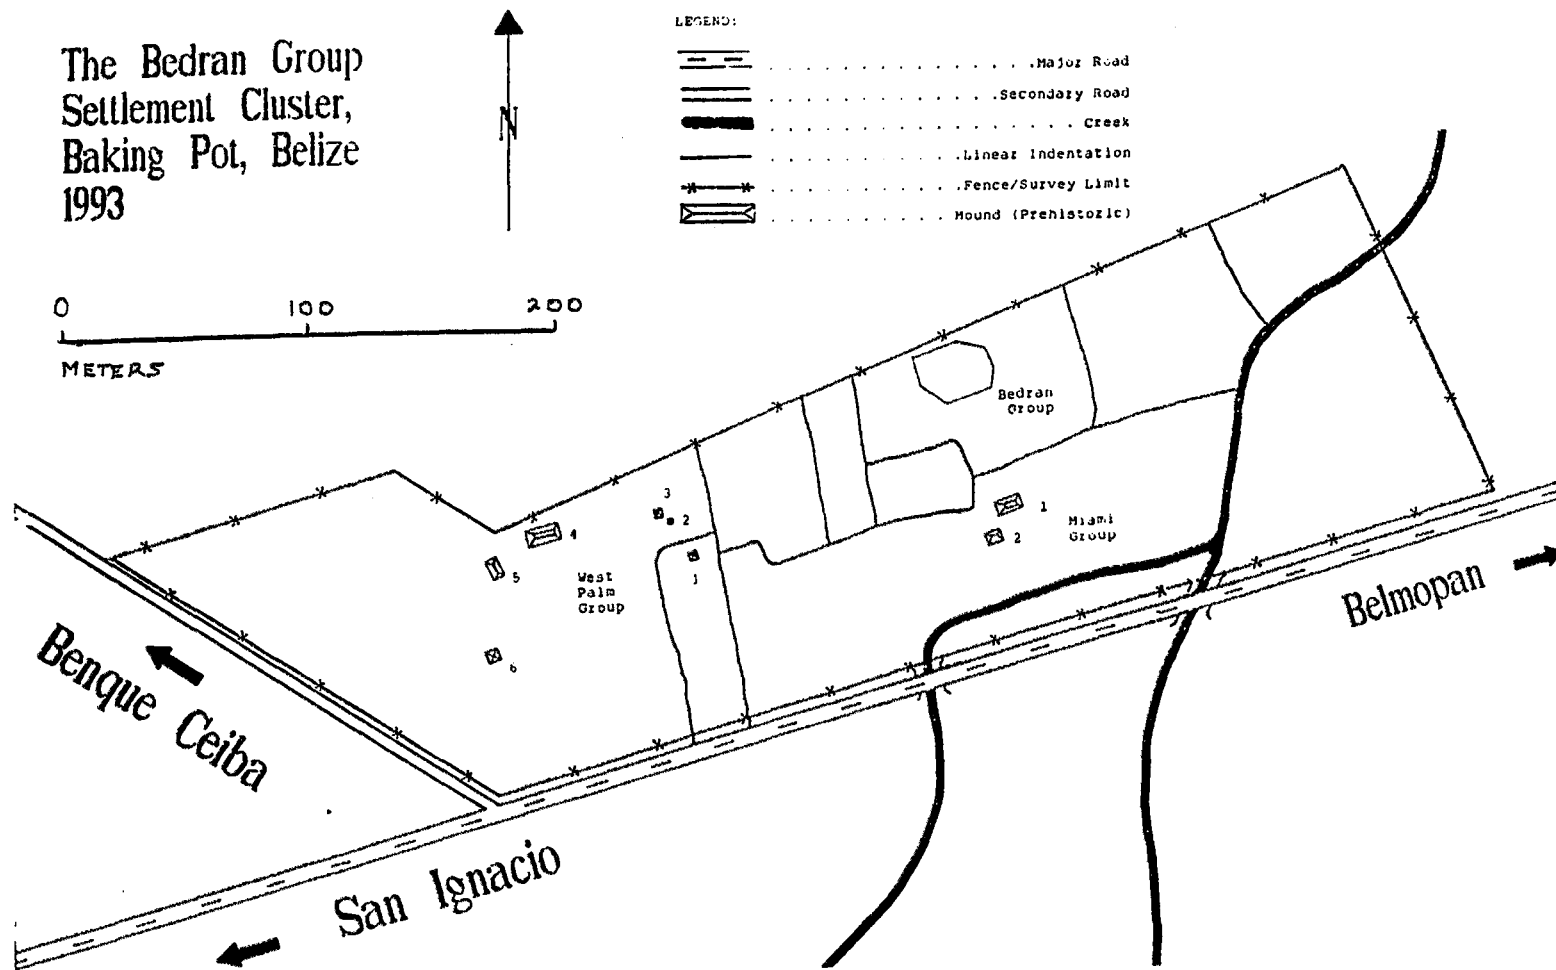 The Bedran Group
Settlement Cluster,
Baking Pot, Belize
1993
N
LEGEND:
Major Road
Secondary Road
Creek
Linear Indentation
Fence/Survey Limit
Mound (Prehistoric)
0 100 200
METERS
Bedran
Group
3
2
4
1
5
West
Palm
Group
6
1
2
Miami
Group
Belmopan
Benque Ceiba
San Ignacio